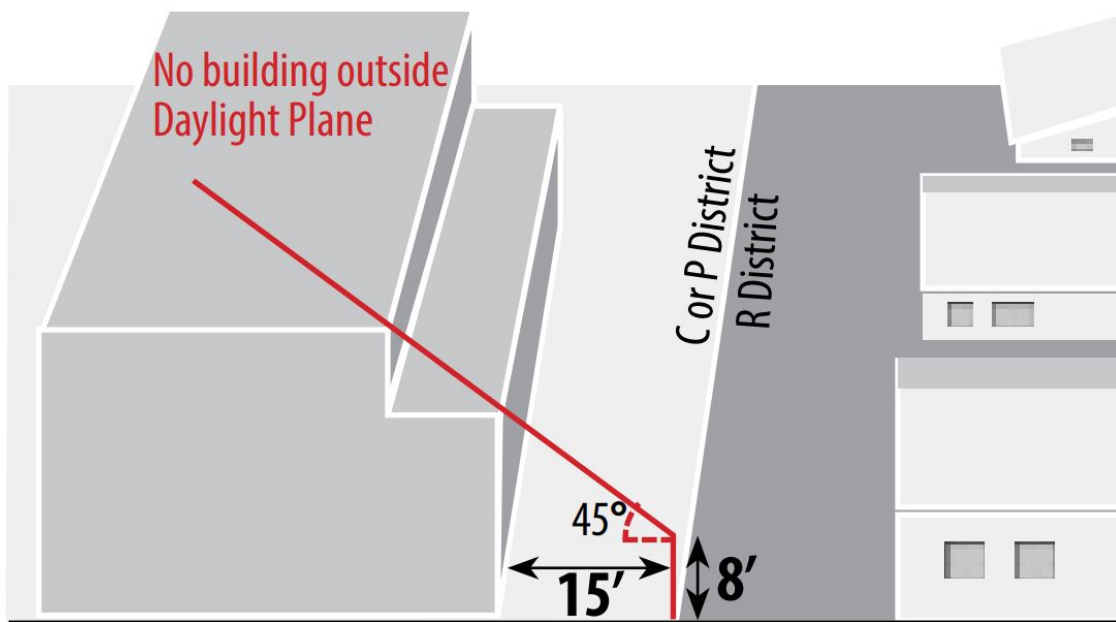 No building outside
Daylight Plane
C or P District
R District
45°
15′
8′